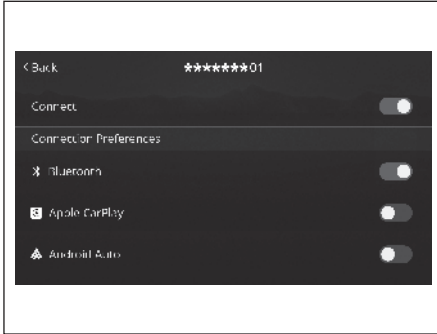 < Back
*******01
Connect
Connection Preferences
Bluetooth
Apple CarPlay
Android Auto